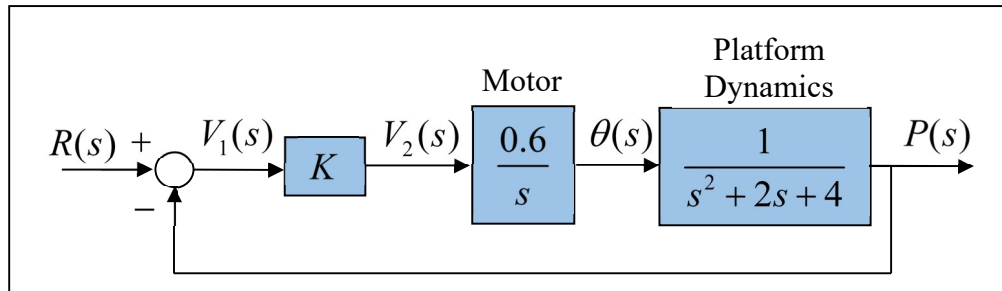 Platform
Dynamics
Motor
R(s) + V₁(s) K V₂(s) 0.6/s θ(s) 1/(s² + 2s + 4) P(s)
−